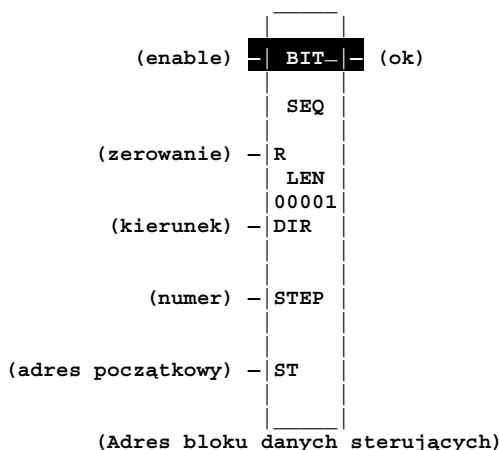 (enable) BIT (ok)
SEQ
(zerowanie) R
LEN
00001
(kierunek) DIR
(numer) STEP
(adres początkowy) ST
(Adres bloku danych sterujących)